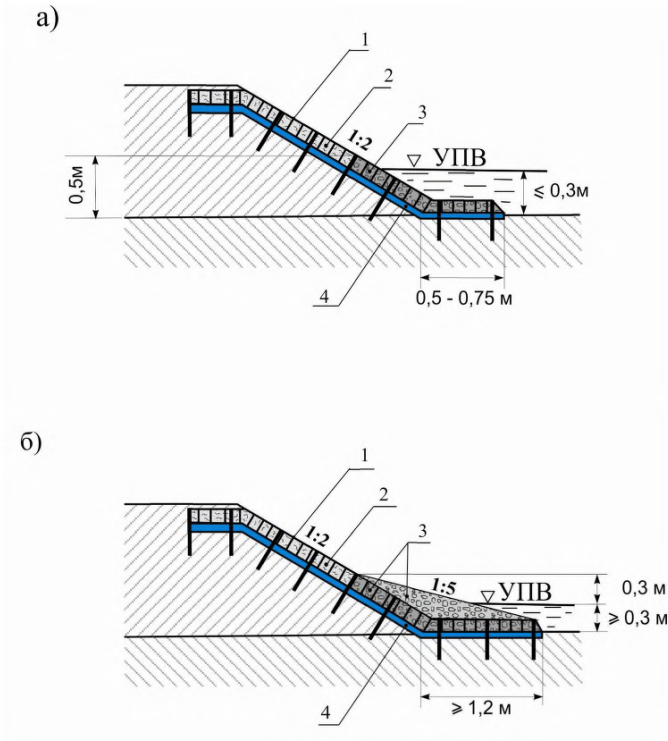 а)
1
2
3
1:2
УПВ
0,5м
⩽ 0,3м
4
0,5 - 0,75 м
б)
1
2
3
1:2
1:5
УПВ
0,3 м
⩾ 0,3 м
4
⩾ 1,2 м